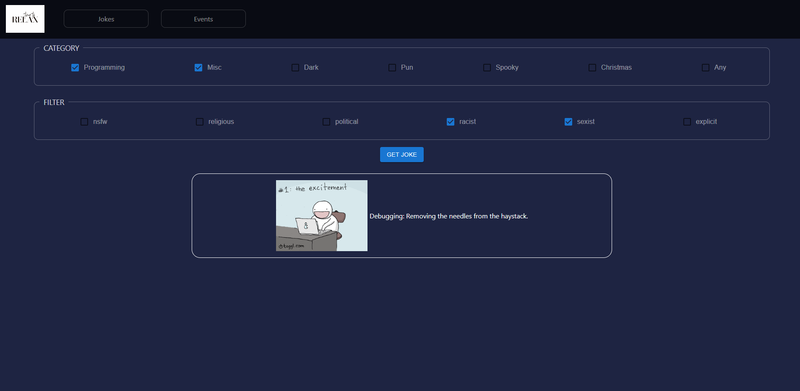 RELAX
Jokes
Events
CATEGORY
Programming
Misc
Dark
Pun
Spooky
Christmas
Any
FILTER
nsfw
religious
political
racist
sexist
explicit
GET JOKE
#1: the excitement
Debugging: Removing the needles from the haystack.
@toggl.com